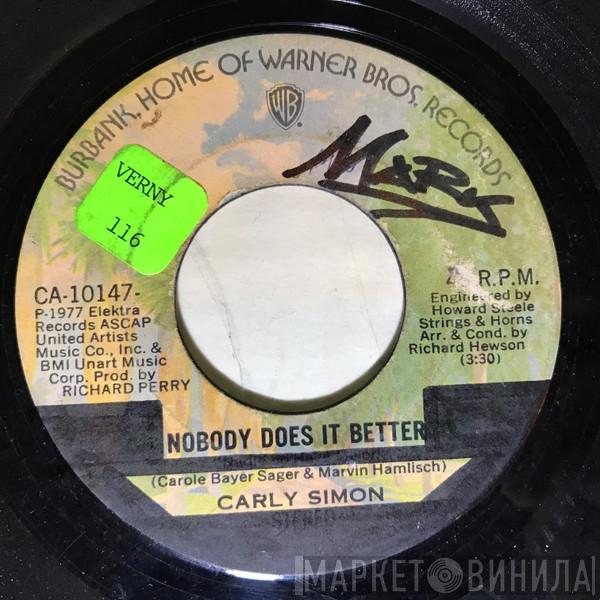 BURBANK, HOME OF WARNER BROS. RECORDS
WB
Mark
VERNY
116
CA-10147-
P-1977 Elektra
Records ASCAP
United Artists
Music Co., Inc. &
BMI Unart Music
Corp. Prod. by
RICHARD PERRY
R.P.M.
Engineered by
Howard Steele
Strings & Horns
Arr. & Cond. by
Richard Hewson
(3:30)
NOBODY DOES IT BETTER
(Carole Bayer Sager & Marvin Hamlisch)
CARLY SIMON
МАРКЕТ ВИНИЛА